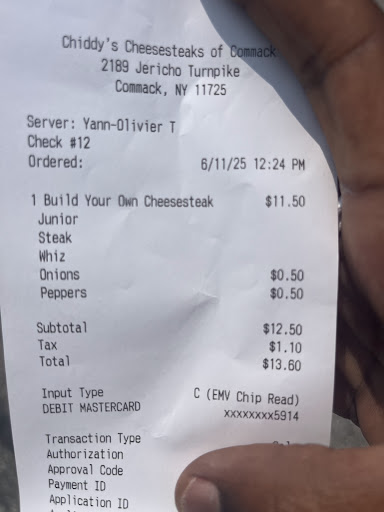 Chiddy's Cheesesteaks of Commack
2189 Jericho Turnpike
Commack, NY 11725
Server: Yann-Olivier T
Check #12
Ordered: 6/11/25 12:24 PM
1 Build Your Own Cheesesteak $11.50
Junior
Steak
Whiz
Onions $0.50
Peppers $0.50
Subtotal $12.50
Tax $1.10
Total $13.60
Input Type C (EMV Chip Read)
DEBIT MASTERCARD xxxxxxxx5914
Transaction Type
Authorization
Approval Code
Payment ID
Application ID